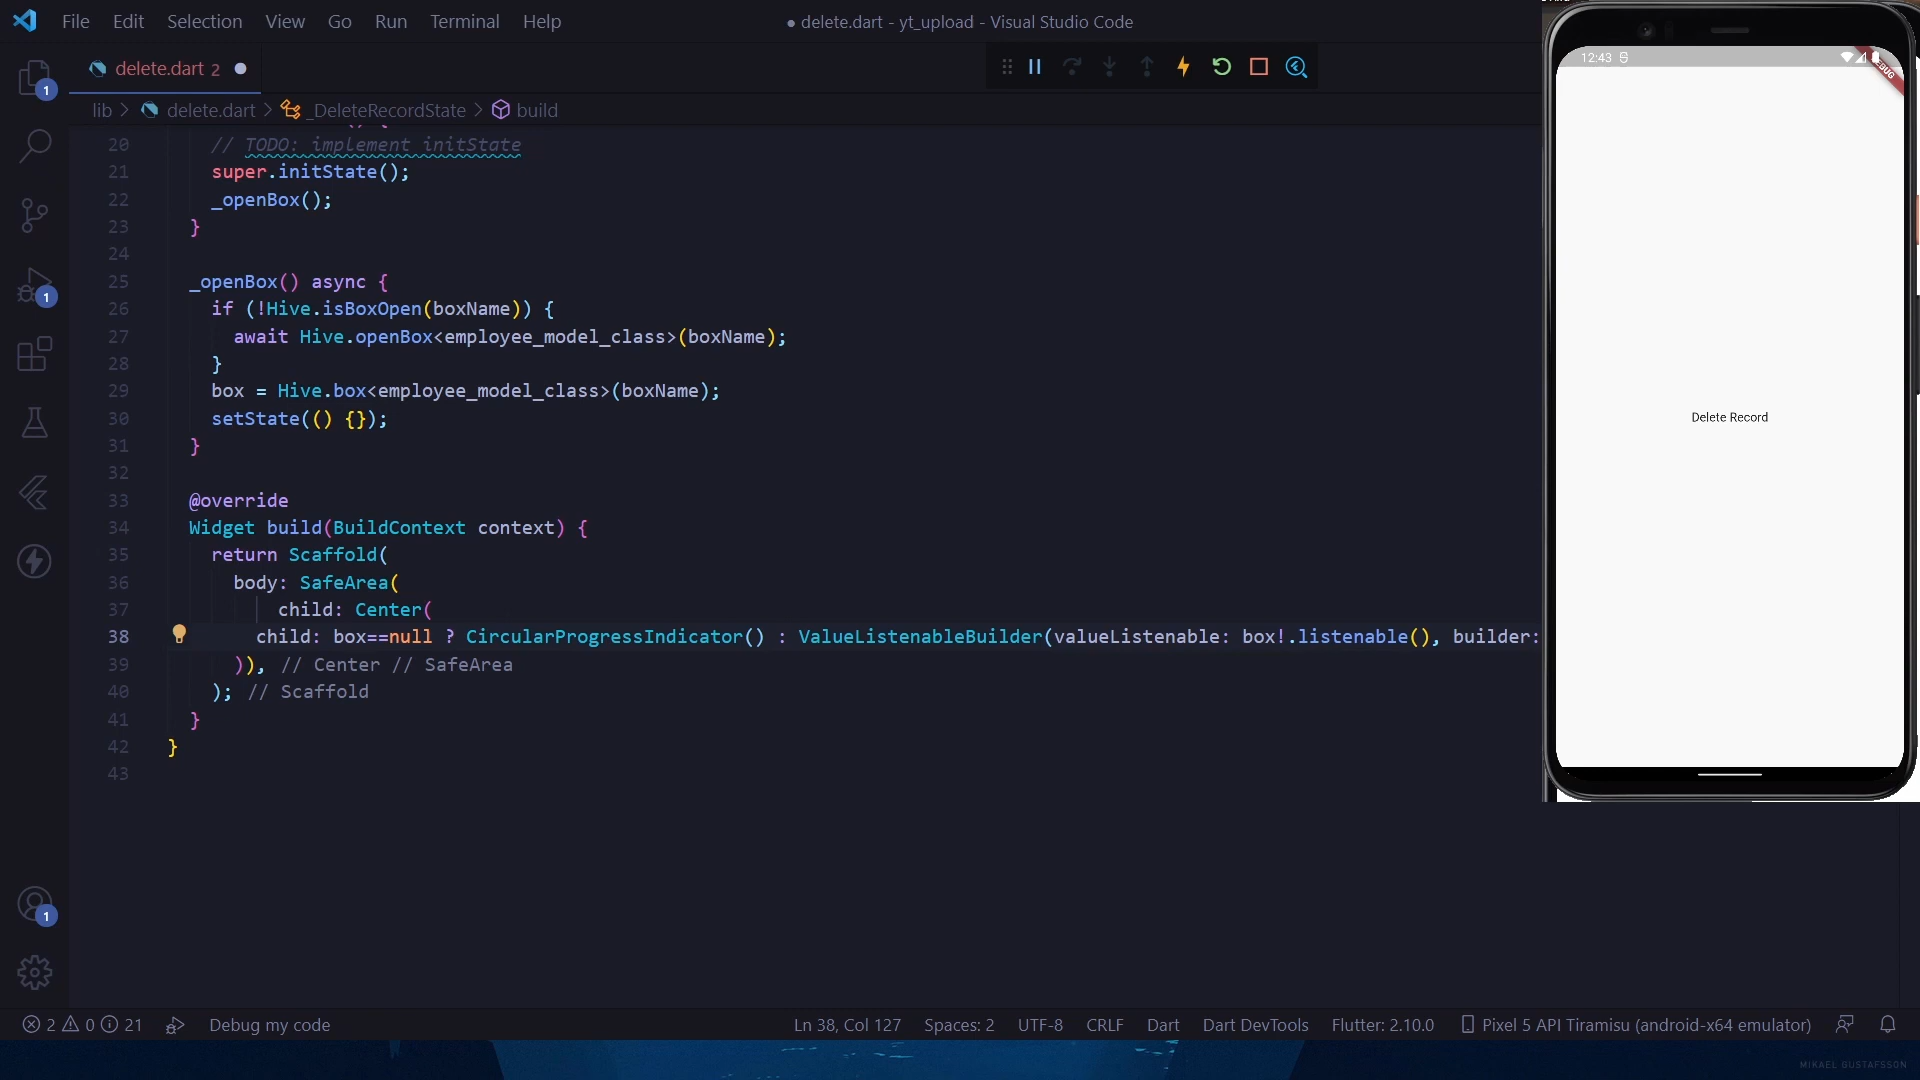 File Edit Selection View Go Run Terminal Help
● delete.dart - yt_upload - Visual Studio Code
12:43
delete.dart 2 ●
lib > delete.dart > _DeleteRecordState > build
20 // TODO: implement initState
21 super.initState();
22 _openBox();
23 }
24
25 _openBox() async {
26 if (!Hive.isBoxOpen(boxName)) {
27 await Hive.openBox<employee_model_class>(boxName);
28 }
29 box = Hive.box<employee_model_class>(boxName);
30 setState(() {});
31 }
32
33 @override
34 Widget build(BuildContext context) {
35 return Scaffold(
36 body: SafeArea(
37 child: Center(
38 child: box==null ? CircularProgressIndicator() : ValueListenableBuilder(valueListenable: box!.listenable(), builder:
39 )), // Center // SafeArea
40 ); // Scaffold
41 }
42 }
43
Delete Record
1
1
1
2 0 21 Debug my code
Ln 38, Col 127 Spaces: 2 UTF-8 CRLF Dart Dart DevTools Flutter: 2.10.0 Pixel 5 API Tiramisu (android-x64 emulator)
MIKAEL GUSTAFSSON